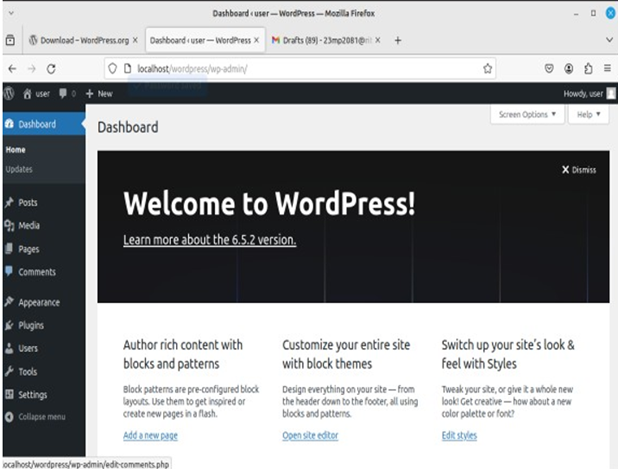 Dashboard ‹ user — WordPress — Mozilla Firefox
Download – WordPress.org ×
Dashboard ‹ user — WordPress ×
Drafts (89) - 23mp2081@
localhost/wordpress/wp-admin/
Password saved
user 0 + New
Howdy, user
Screen Options ▼
Help ▼
Dashboard
Home
Updates
Posts
Media
Pages
Comments
Appearance
Plugins
Users
Tools
Settings
Collapse menu
Dashboard
Dismiss
Welcome to WordPress!
Learn more about the 6.5.2 version.
Author rich content with
blocks and patterns
Block patterns are pre-configured block
layouts. Use them to get inspired or
create new pages in a flash.
Add a new page
Customize your entire site
with block themes
Design everything on your site — from
the header down to the footer, all using
blocks and patterns.
Open site editor
Switch up your site’s look &
feel with Styles
Tweak your site, or give it a whole new
look! Get creative — how about a new
color palette or font?
Edit styles
localhost/wordpress/wp-admin/edit-comments.php